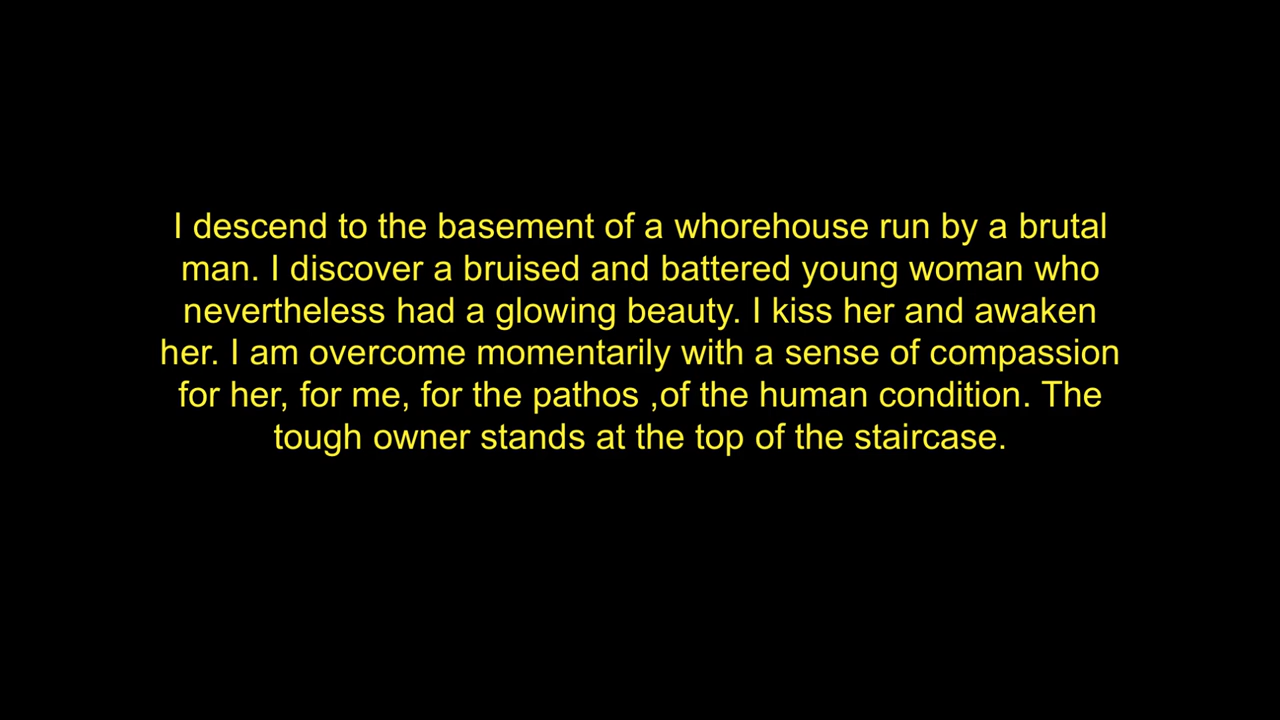 I descend to the basement of a whorehouse run by a brutal
man. I discover a bruised and battered young woman who
nevertheless had a glowing beauty. I kiss her and awaken
her. I am overcome momentarily with a sense of compassion
for her, for me, for the pathos ,of the human condition. The
tough owner stands at the top of the staircase.